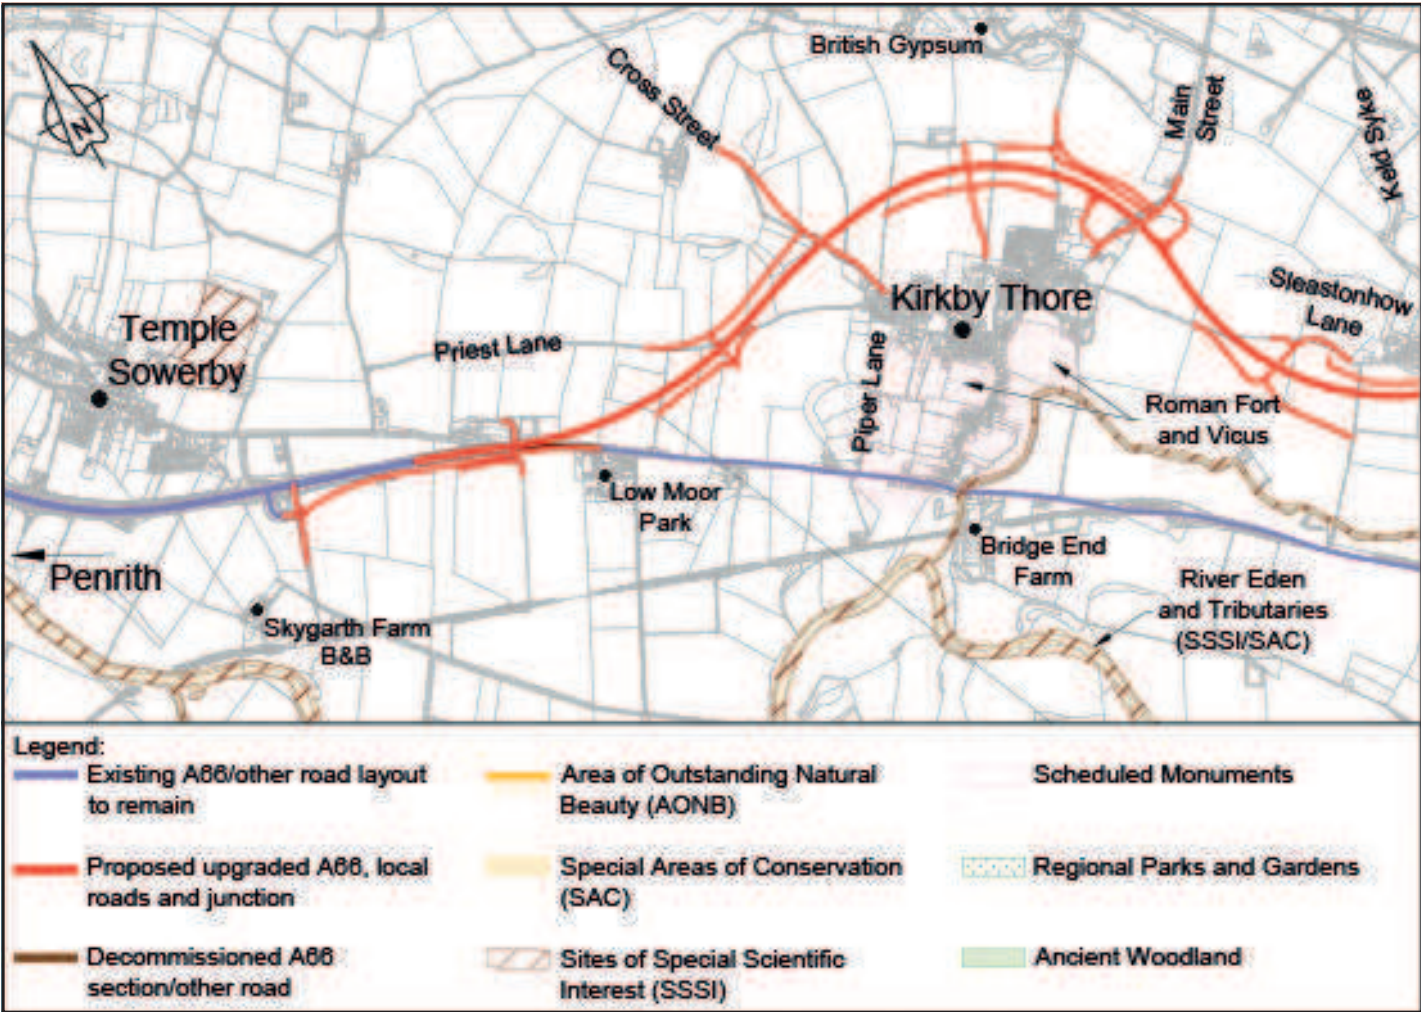 British Gypsum
Cross Street
Main
Street
Keld Syke
N
Kirkby Thore
Sleastonhow
Lane
Temple
Sowerby
Priest Lane
Piper Lane
Roman Fort
and Vicus
Low Moor
Park
Bridge End
Farm
Penrith
River Eden
and Tributaries
(SSSI/SAC)
Skygarth Farm
B&B
Legend:
Existing A66/other road layout
to remain
Proposed upgraded A66, local
roads and junction
Decommissioned A66
section/other road
Area of Outstanding Natural
Beauty (AONB)
Special Areas of Conservation
(SAC)
Sites of Special Scientific
Interest (SSSI)
Scheduled Monuments
Regional Parks and Gardens
Ancient Woodland